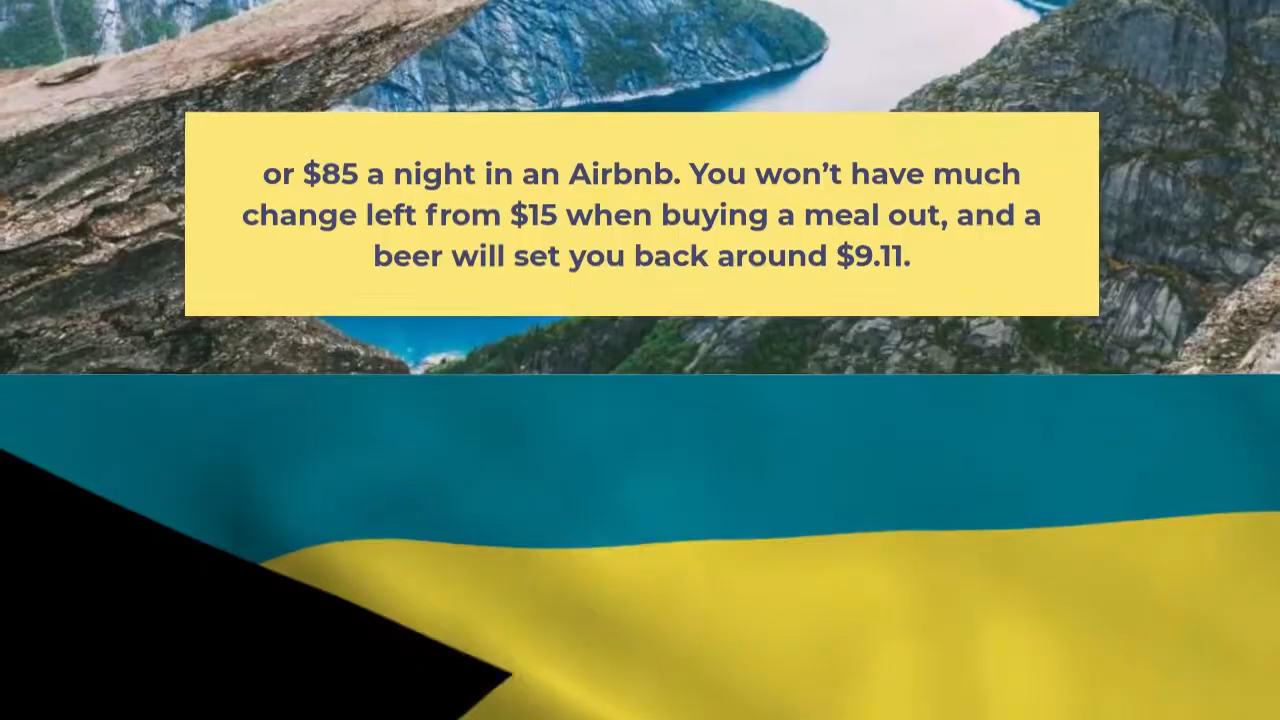 or $85 a night in an Airbnb. You won’t have much
change left from $15 when buying a meal out, and a
beer will set you back around $9.11.